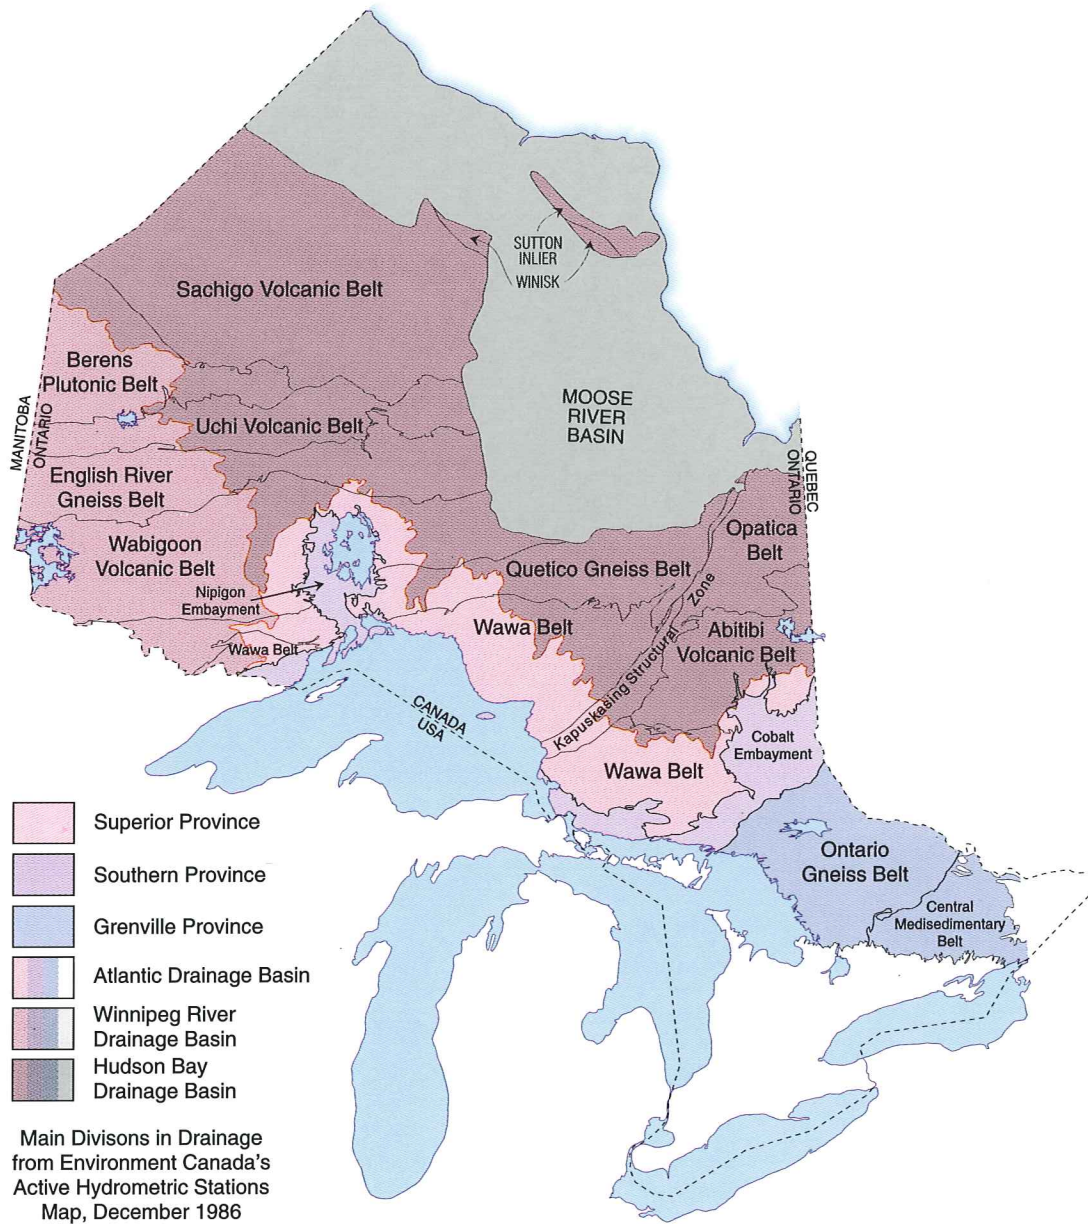 SUTTON
INLIER
WINISK
Sachigo Volcanic Belt
Berens
Plutonic Belt
MOOSE
RIVER
BASIN
MANITOBA
ONTARIO
Uchi Volcanic Belt
English River
Gneiss Belt
QUEBEC
ONTARIO
Opatica
Belt
Wabigoon
Volcanic Belt
Quetico Gneiss Belt
Nipigon
Embayment
Wawa Belt
Wawa Belt
Abitibi
Volcanic Belt
Kapuskasing Structural Zone
CANADA
USA
Cobalt
Embayment
Wawa Belt
Ontario
Gneiss Belt
Central
Medisedimentary
Belt
Superior Province
Southern Province
Grenville Province
Atlantic Drainage Basin
Winnipeg River
Drainage Basin
Hudson Bay
Drainage Basin
Main Divisons in Drainage
from Environment Canada's
Active Hydrometric Stations
Map, December 1986